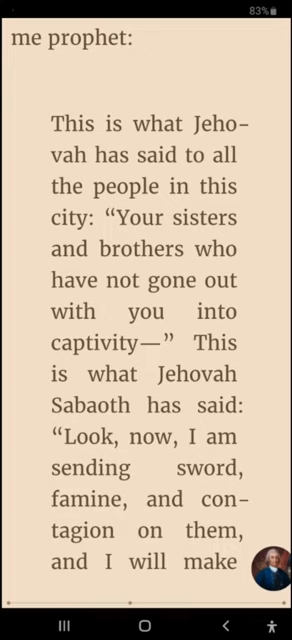 83%
me prophet:
This is what Jeho-
vah has said to all
the people in this
city: “Your sisters
and brothers who
have not gone out
with you into
captivity—” This
is what Jehovah
Sabaoth has said:
“Look, now, I am
sending sword,
famine, and con-
tagion on them,
and I will make